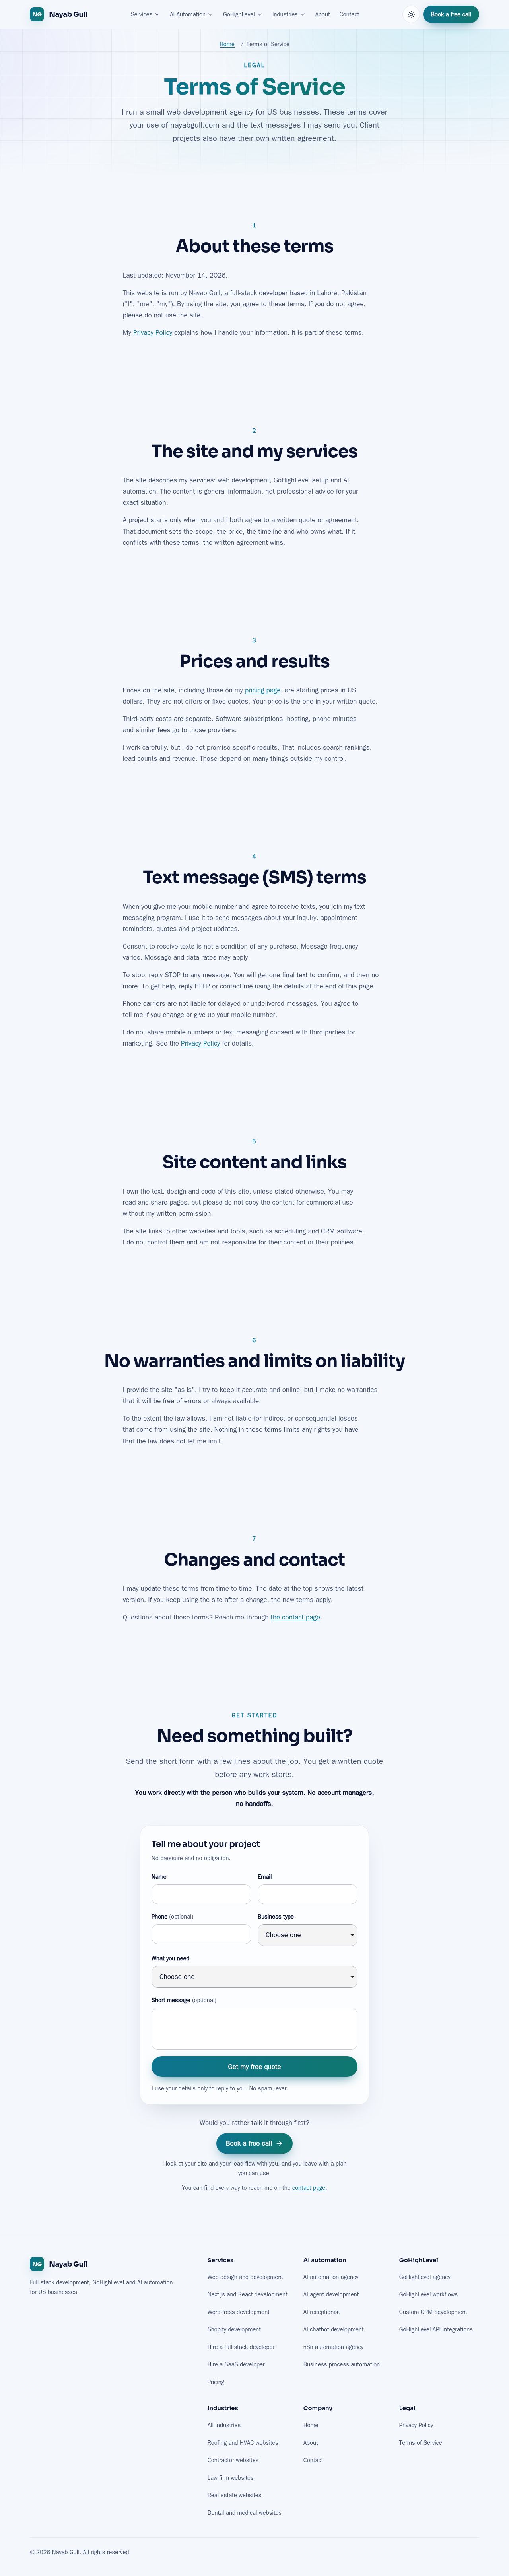 NG Nayab Gull Services AI Automation GoHighLevel Industries About Contact Book a free call
Home / Terms of Service
LEGAL
Terms of Service
I run a small web development agency for US businesses. These terms cover
your use of nayabgull.com and the text messages I may send you. Client
projects also have their own written agreement.
1
About these terms
Last updated: November 14, 2026.
This website is run by Nayab Gull, a full-stack developer based in Lahore, Pakistan
("I", "me", "my"). By using the site, you agree to these terms. If you do not agree,
please do not use the site.
My Privacy Policy explains how I handle your information. It is part of these terms.
2
The site and my services
The site describes my services: web development, GoHighLevel setup and AI
automation. The content is general information, not professional advice for your
exact situation.
A project starts only when you and I both agree to a written quote or agreement.
That document sets the scope, the price, the timeline and who owns what. If it
conflicts with these terms, the written agreement wins.
3
Prices and results
Prices on the site, including those on my pricing page, are starting prices in US
dollars. They are not offers or fixed quotes. Your price is the one in your written quote.
Third-party costs are separate. Software subscriptions, hosting, phone minutes
and similar fees go to those providers.
I work carefully, but I do not promise specific results. That includes search rankings,
lead counts and revenue. Those depend on many things outside my control.
4
Text message (SMS) terms
When you give me your mobile number and agree to receive texts, you join my text
messaging program. I use it to send messages about your inquiry, appointment
reminders, quotes and project updates.
Consent to receive texts is not a condition of any purchase. Message frequency
varies. Message and data rates may apply.
To stop, reply STOP to any message. You will get one final text to confirm, and then no
more. To get help, reply HELP or contact me using the details at the end of this page.
Phone carriers are not liable for delayed or undelivered messages. You agree to
tell me if you change or give up your mobile number.
I do not share mobile numbers or text messaging consent with third parties for
marketing. See the Privacy Policy for details.
5
Site content and links
I own the text, design and code of this site, unless stated otherwise. You may
read and share pages, but please do not copy the content for commercial use
without my written permission.
The site links to other websites and tools, such as scheduling and CRM software.
I do not control them and am not responsible for their content or their policies.
6
No warranties and limits on liability
I provide the site "as is". I try to keep it accurate and online, but I make no warranties
that it will be free of errors or always available.
To the extent the law allows, I am not liable for indirect or consequential losses
that come from using the site. Nothing in these terms limits any rights you have
that the law does not let me limit.
7
Changes and contact
I may update these terms from time to time. The date at the top shows the latest
version. If you keep using the site after a change, the new terms apply.
Questions about these terms? Reach me through the contact page.
GET STARTED
Need something built?
Send the short form with a few lines about the job. You get a written quote
before any work starts.
You work directly with the person who builds your system. No account managers,
no handoffs.
Tell me about your project
No pressure and no obligation.
Name Email
Phone (optional) Business type
Choose one
What you need
Choose one
Short message (optional)
Get my free quote
I use your details only to reply to you. No spam, ever.
Would you rather talk it through first?
Book a free call →
I look at your site and your lead flow with you, and you leave with a plan
you can use.
You can find every way to reach me on the contact page.
NG Nayab Gull
Full-stack development, GoHighLevel and AI automation
for US businesses.
Services
Web design and development
Next.js and React development
WordPress development
Shopify development
Hire a full stack developer
Hire a SaaS developer
Pricing
AI automation
AI automation agency
AI agent development
AI receptionist
AI chatbot development
n8n automation agency
Business process automation
GoHighLevel
GoHighLevel agency
GoHighLevel workflows
Custom CRM development
GoHighLevel API integrations
Industries
All industries
Roofing and HVAC websites
Contractor websites
Law firm websites
Real estate websites
Dental and medical websites
Company
Home
About
Contact
Legal
Privacy Policy
Terms of Service
© 2026 Nayab Gull. All rights reserved.